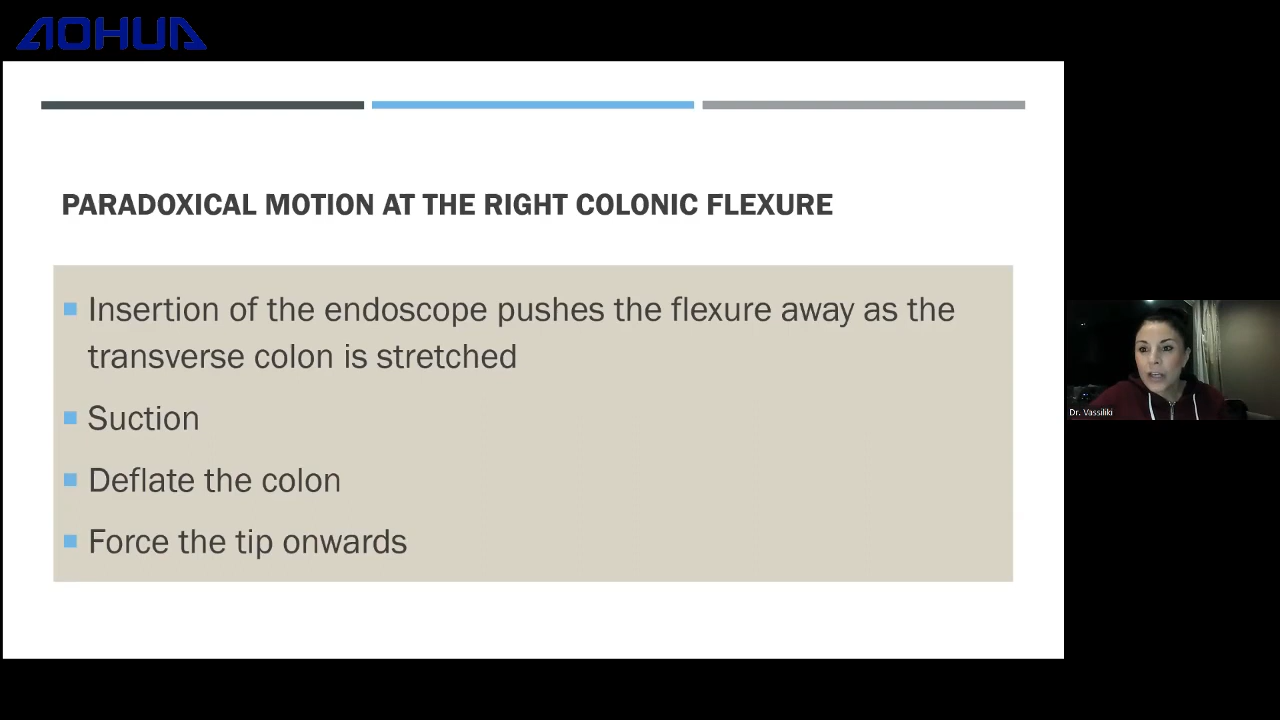 AOHUA
PARADOXICAL MOTION AT THE RIGHT COLONIC FLEXURE
Insertion of the endoscope pushes the flexure away as the
transverse colon is stretched
Suction
Deflate the colon
Force the tip onwards
Dr. Vassiliki